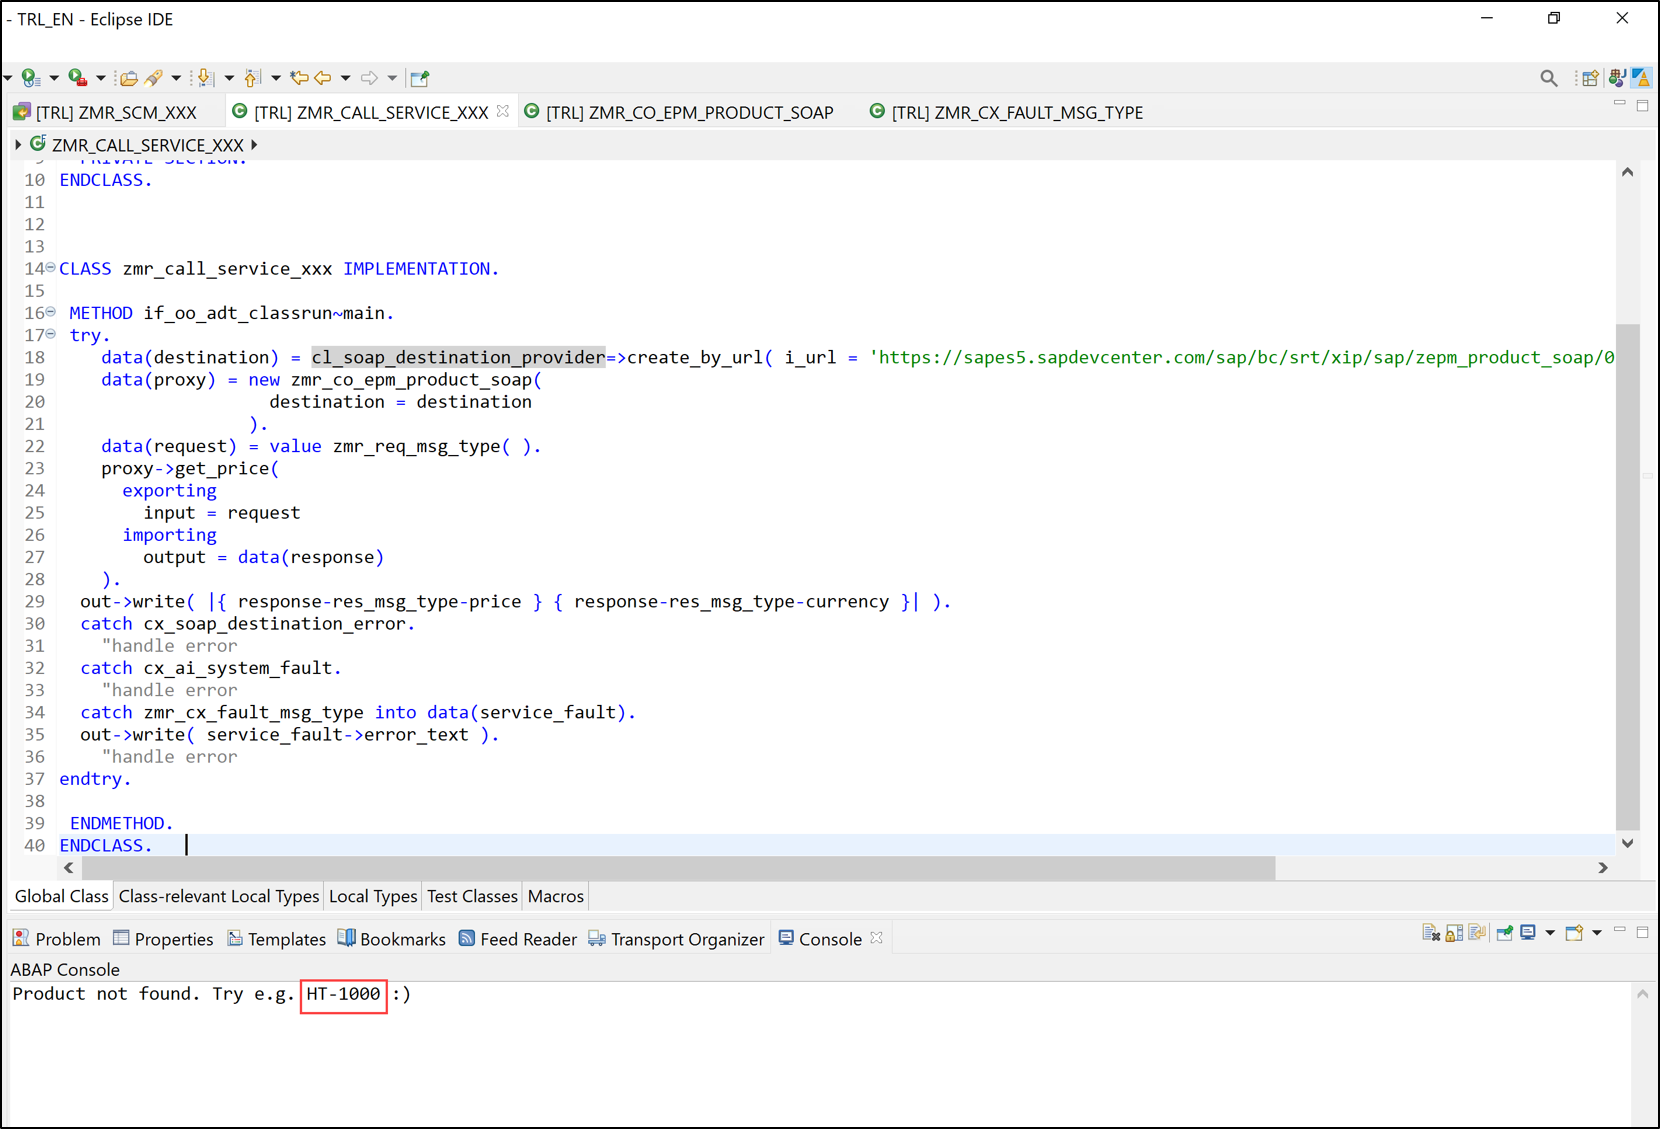 - TRL_EN - Eclipse IDE
[TRL] ZMR_SCM_XXX
[TRL] ZMR_CALL_SERVICE_XXX
[TRL] ZMR_CO_EPM_PRODUCT_SOAP
[TRL] ZMR_CX_FAULT_MSG_TYPE
ZMR_CALL_SERVICE_XXX
9 PRIVATE SECTION.
10 ENDCLASS.
11
12
13
14 CLASS zmr_call_service_xxx IMPLEMENTATION.
15
16 METHOD if_oo_adt_classrun~main.
17 try.
18 data(destination) = cl_soap_destination_provider=>create_by_url( i_url = 'https://sapes5.sapdevcenter.com/sap/bc/srt/xip/sap/zepm_product_soap/0
19 data(proxy) = new zmr_co_epm_product_soap(
20 destination = destination
21 ).
22 data(request) = value zmr_req_msg_type( ).
23 proxy->get_price(
24 exporting
25 input = request
26 importing
27 output = data(response)
28 ).
29 out->write( |{ response-res_msg_type-price } { response-res_msg_type-currency }| ).
30 catch cx_soap_destination_error.
31 "handle error
32 catch cx_ai_system_fault.
33 "handle error
34 catch zmr_cx_fault_msg_type into data(service_fault).
35 out->write( service_fault->error_text ).
36 "handle error
37 endtry.
38
39 ENDMETHOD.
40 ENDCLASS.
Global Class Class-relevant Local Types Local Types Test Classes Macros
Problem Properties Templates Bookmarks Feed Reader Transport Organizer Console
ABAP Console
Product not found. Try e.g. HT-1000 :)